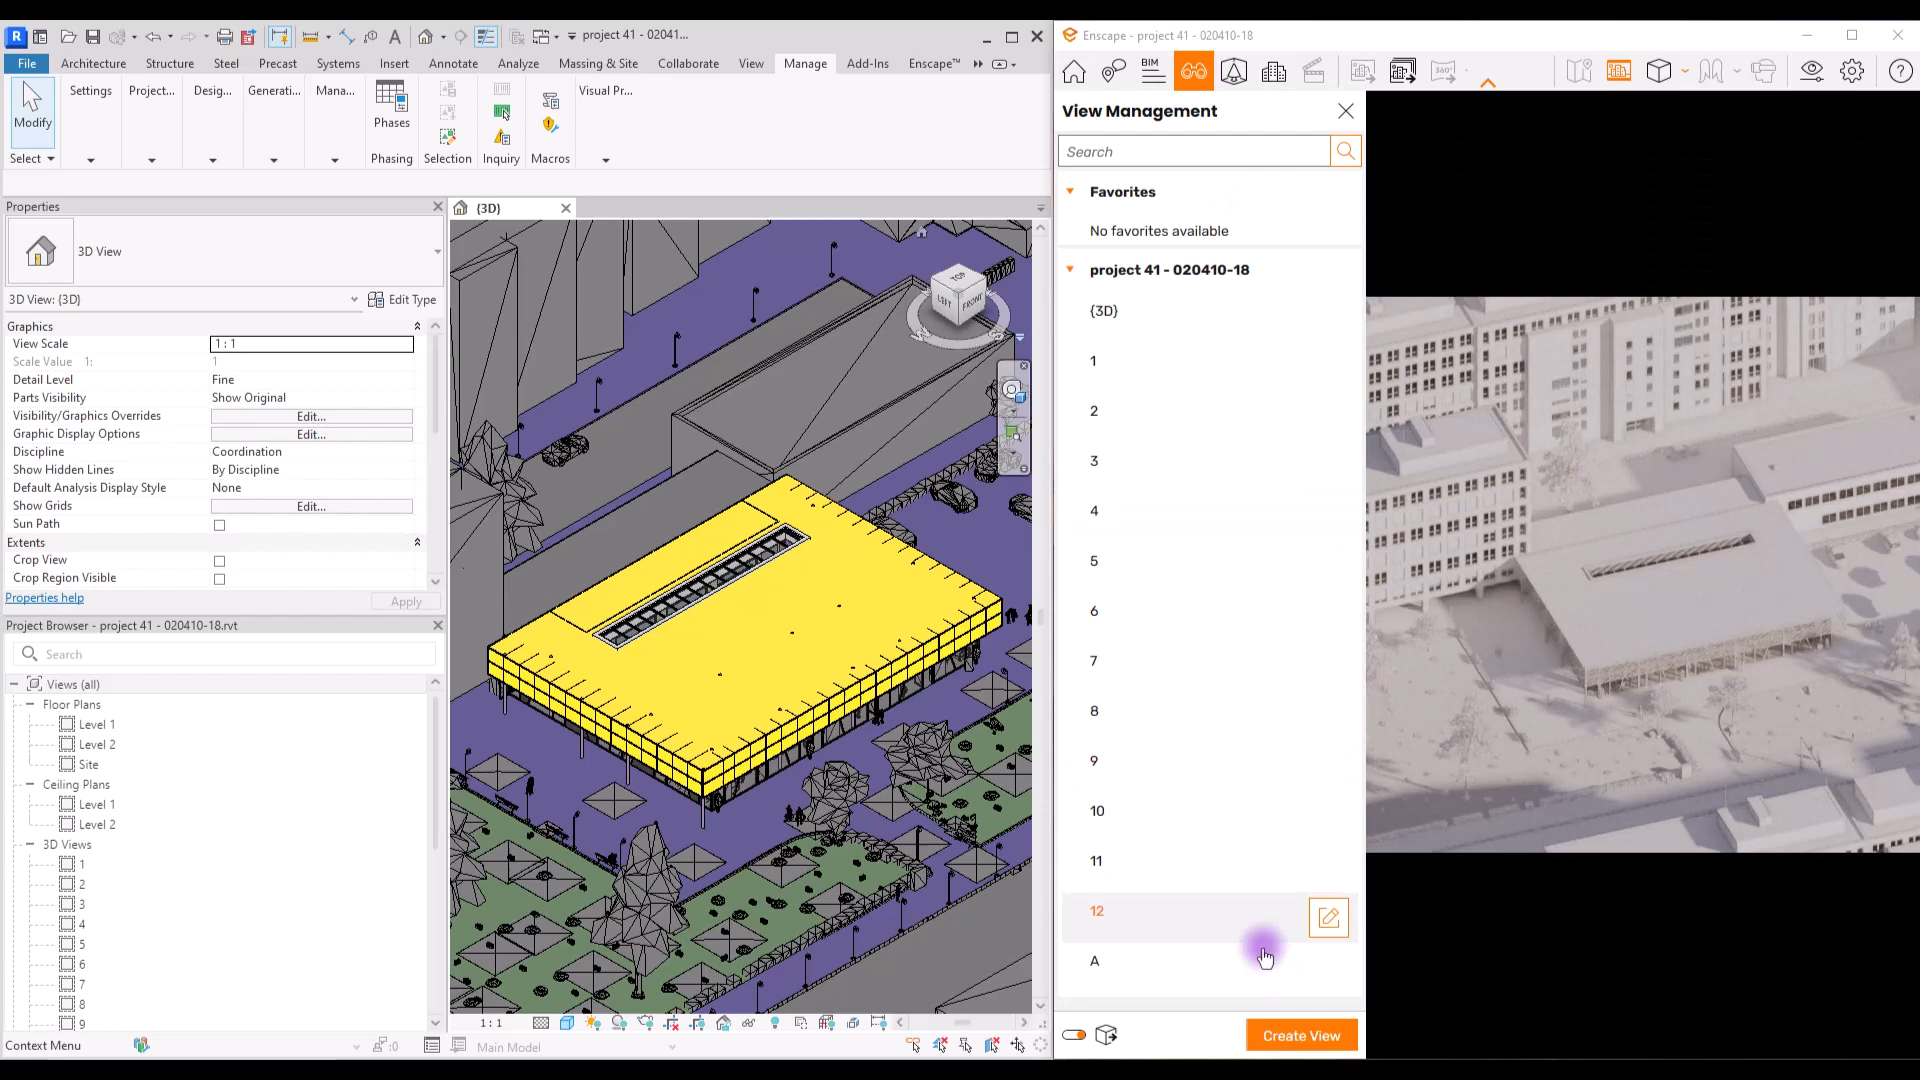 R
project 41 - 02041...
File
Architecture
Structure
Steel
Precast
Systems
Insert
Annotate
Analyze
Massing & Site
Collaborate
View
Manage
Add-Ins
Enscape™
Modify
Select
Settings
Project...
Desig...
Generati...
Mana...
Phases
Phasing
Selection
Inquiry
Macros
Visual Pr...
Properties
3D View
3D View: {3D}
Edit Type
Graphics
View Scale
1 : 1
Scale Value 1:
1
Detail Level
Fine
Parts Visibility
Show Original
Visibility/Graphics Overrides
Edit...
Graphic Display Options
Edit...
Discipline
Coordination
Show Hidden Lines
By Discipline
Default Analysis Display Style
None
Show Grids
Edit...
Sun Path
Extents
Crop View
Crop Region Visible
Properties help
Apply
Project Browser - project 41 - 020410-18.rvt
Search
Views (all)
Floor Plans
Level 1
Level 2
Site
Ceiling Plans
Level 1
Level 2
3D Views
1
2
3
4
5
6
7
8
9
Context Menu
{3D}
TOP
LEFT
FRONT
1 : 1
:0
Main Model
Enscape - project 41 - 020410-18
BIM
360°
View Management
Search
Favorites
No favorites available
project 41 - 020410-18
{3D}
1
2
3
4
5
6
7
8
9
10
11
12
A
Create View